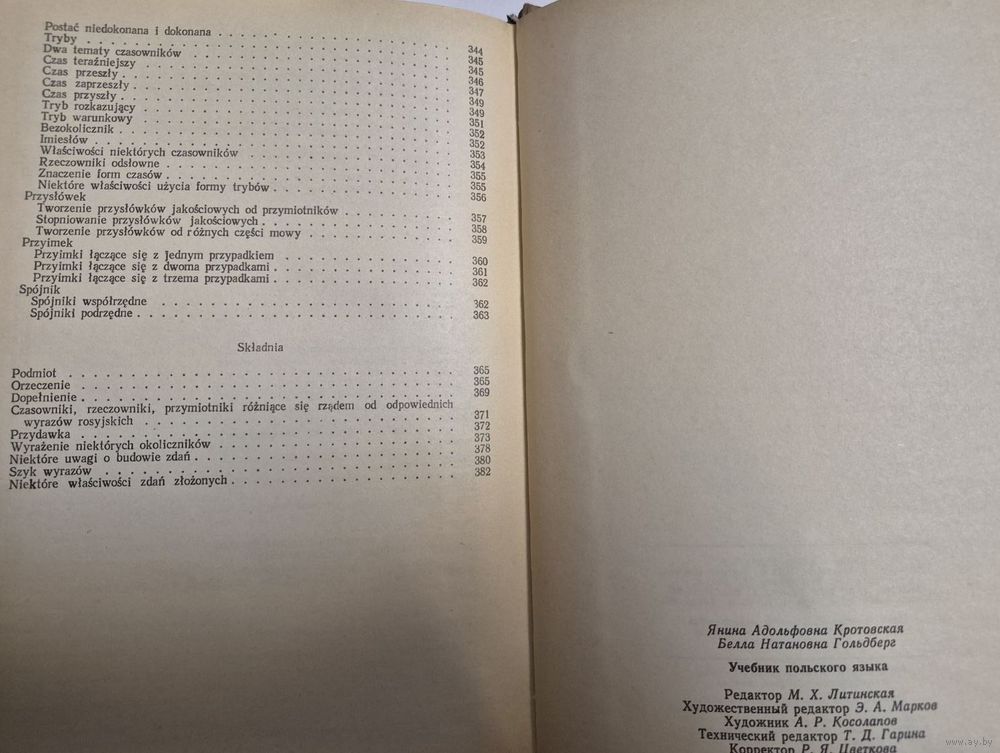 Postać niedokonana i dokonana . . . . . 344
Tryby . . . . . 345
Dwa tematy czasowników . . . . . 345
Czas teraźniejszy . . . . . 346
Czas przeszły . . . . . 347
Czas zaprzeszły . . . . . 349
Czas przyszły . . . . . 349
Tryb rozkazujący . . . . . 351
Tryb warunkowy . . . . . 352
Bezokolicznik . . . . . 352
Imiesłów . . . . . 353
Właściwości niektórych czasowników . . . . . 354
Rzeczowniki odsłowne . . . . . 355
Znaczenie form czasów . . . . . 355
Niektóre właściwości użycia formy trybów . . . . . 356
Przysłówek
Tworzenie przysłówków jakościowych od przymiotników . . . . . 357
Stopniowanie przysłówków jakościowych . . . . . 358
Tworzenie przysłówków od różnych części mowy . . . . . 359
Przyimek
Przyimki łączące się z jednym przypadkiem . . . . . 360
Przyimki łączące się z dwoma przypadkami . . . . . 361
Przyimki łączące się z trzema przypadkami . . . . . 362
Spójnik
Spójniki współrzędne . . . . . 362
Spójniki podrzędne . . . . . 363
Składnia
Podmiot . . . . . 365
Orzeczenie . . . . . 365
Dopełnienie . . . . . 369
Czasowniki, rzeczowniki, przymiotniki różniące się rządem od odpowiednich
wyrazów rosyjskich . . . . . 371
Przydawka . . . . . 372
Wyrażenie niektórych okoliczników . . . . . 373
Niektóre uwagi o budowie zdań . . . . . 378
Szyk wyrazów . . . . . 380
Niektóre właściwości zdań złożonych . . . . . 382
Янина Адольфовна Кротовская
Белла Натановна Гольдберг
Учебник польского языка
Редактор М. Х. Литинская
Художественный редактор Э. А. Марков
Художник А. Р. Косолапов
Технический редактор Т. Д. Гарина
Корректор Р. Я. Цветкова
www.ay.by